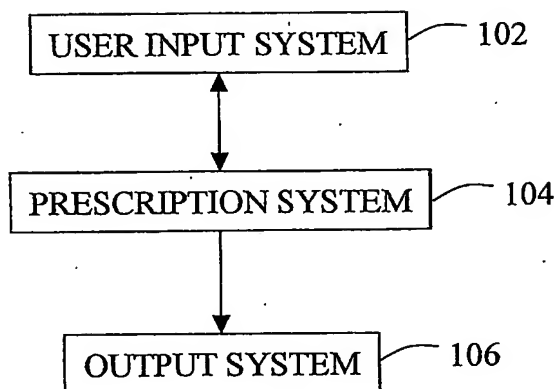 USER INPUT SYSTEM 102
PRESCRIPTION SYSTEM 104
OUTPUT SYSTEM 106